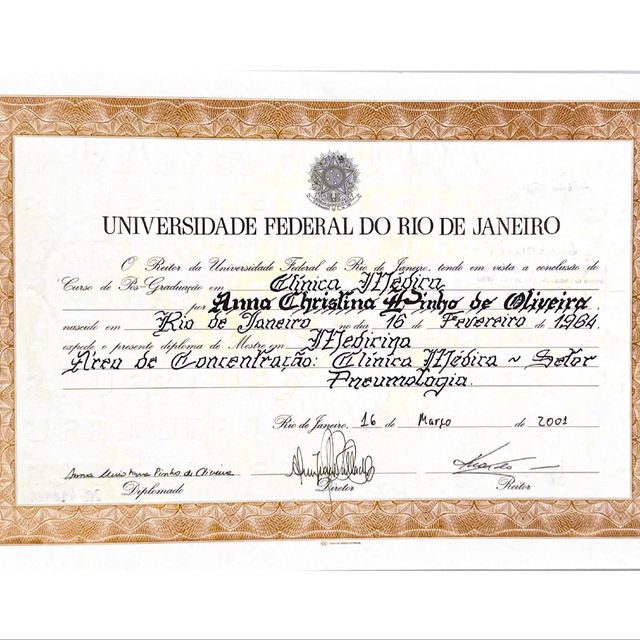 UNIVERSIDADE FEDERAL DO RIO DE JANEIRO
O Reitor da Universidade Federal do Rio de Janeiro, tendo em vista a conclusão do
Curso de Pós-Graduação em Clínica Médica
por Anna Christina Pinho de Oliveira
nascido em Rio de Janeiro no dia 16 de Fevereiro de 1964
expede o presente diploma de Mestre em Medicina
Área de Concentração: Clínica Médica ~ Setor
Pneumologia.
Rio de Janeiro, 16 de Março de 2001
Pinho de Oliveira
Diplomado Diretor Reitor